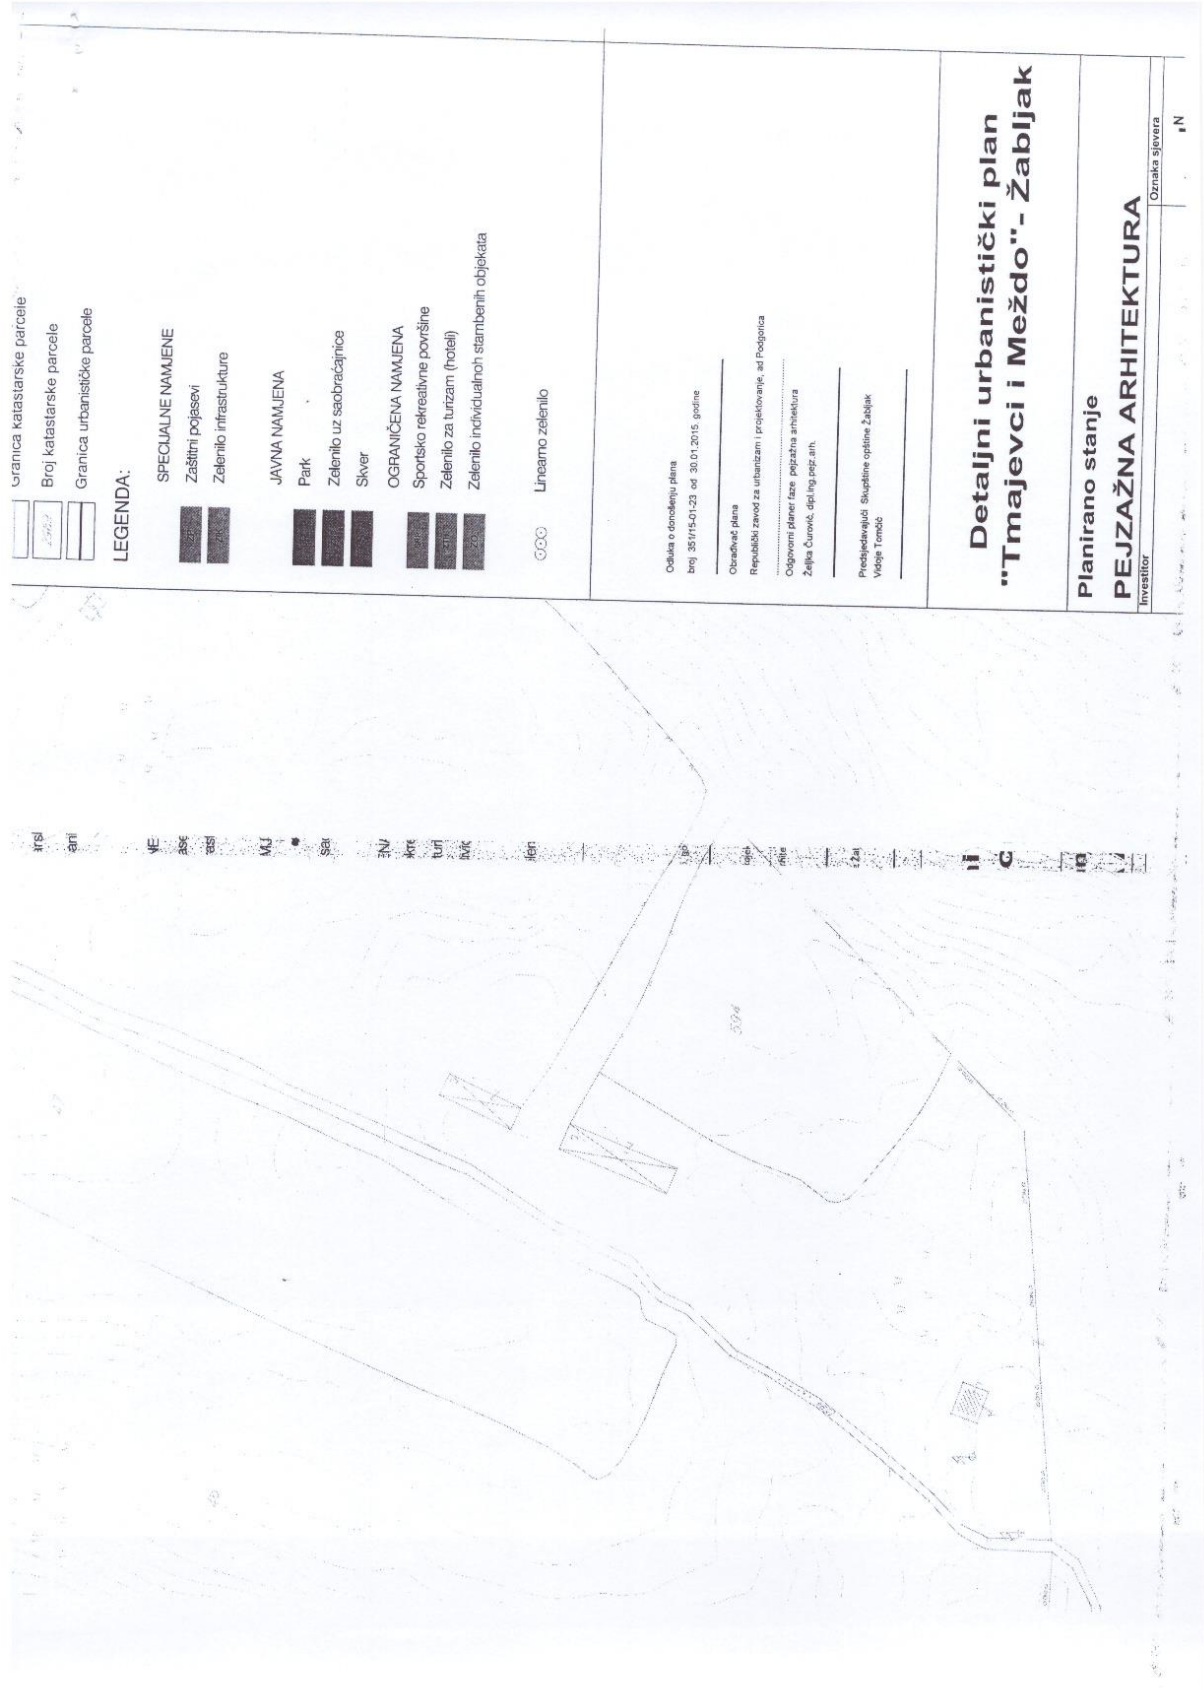 Granica katastarske parcele
Broj katastarske parcele
Granica urbanističke parcele
LEGENDA:
SPECIJALNE NAMJENE
Zaštitni pojasevi
Zelenilo infrastrukture
JAVNA NAMJENA
Park
Zelenilo uz saobraćajnice
Skver
OGRANIČENA NAMJENA
Sportsko rekreativne površine
Zelenilo za turizam (hoteli)
Zelenilo individualnoh stambenih objekata
Linearno zelenilo
Odluka o donošenju plana
broj 351/15-01-23 od 30.01.2015. godine
Obrađivač plana
Republički zavod za urbanizam i projektovanje, ad Podgorica
Odgovorni planer faze pejzažna arhitektura
Željka Čurović, dipl.ing.pejz.arh.
Predsjedavajući Skupštine opštine Žabljak
Vidoje Tomčić
Detaljni urbanistički plan
"Tmajevci i Meždo"- Žabljak
Planirano stanje
PEJZAŽNA ARHITEKTURA
Investitor
Oznaka sjevera
N
594